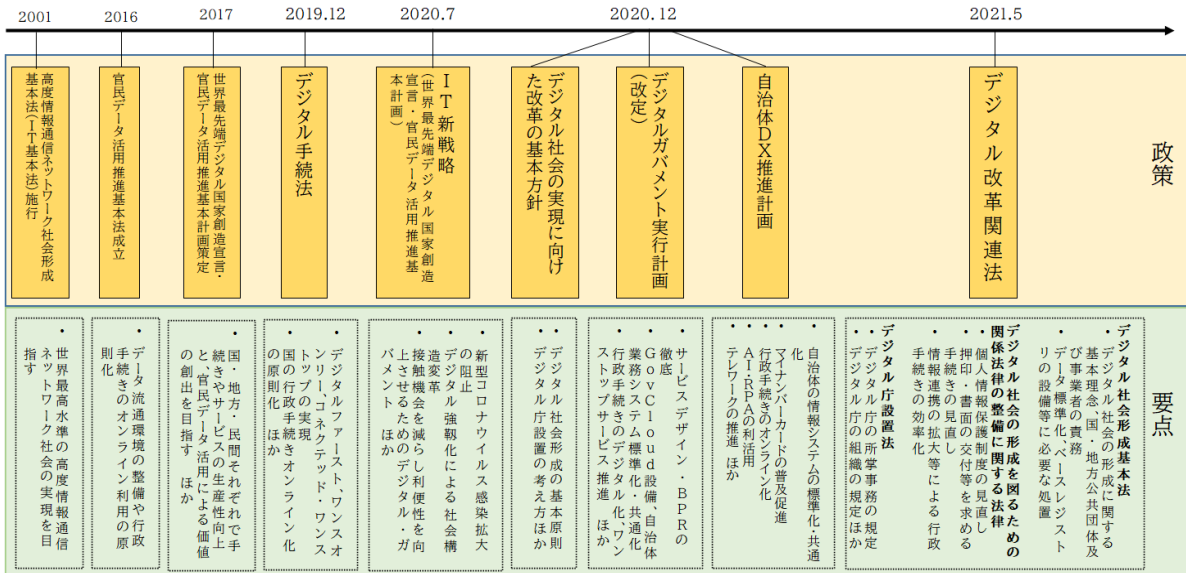 2001
2016
2017
2019.12
2020.7
2020.12
2021.5
高度情報通信ネットワーク社会形成
基本法(IT基本法)施行
官民データ活用推進基本法成立
世界最先端デジタル国家創造宣言・
官民データ活用推進基本計画策定
デジタル手続法
IT新戦略
(世界最先端デジタル国家創造
宣言・官民データ活用推進基
本計画)
デジタル社会の実現に向け
た改革の基本方針
デジタルガバメント実行計画
(改定)
自治体DX推進計画
デジタル改革関連法
政策
・世界最高水準の高度情報通信
ネットワーク社会の実現を目
指す
・データ流通環境の整備や行政
手続きのオンライン利用の原
則化
・国・地方・民間それぞれで手
続きやサービスの生産性向上
と、官民データ活用による価値
の創出を目指す ほか
・デジタルファースト、ワンスオ
ンリー、コネクテッド・ワンス
トップの実現
・国の行政手続きオンライン化
の原則化 ほか
・新型コロナウイルス感染拡大
の阻止
・デジタル強靱化による社会構
造変革
・接触機会を減らし利便性を向
上させるためのデジタル・ガ
バメント ほか
・デジタル社会形成の基本原則
・デジタル庁設置の考え方ほか
・サービスデザイン・BPRの
徹底
・GovCloud設備、自治体
業務システム標準化・共通化
・行政手続きのデジタル化、ワン
ストップサービス推進 ほか
・自治体の情報システムの標準化・共通
化
・マイナンバーカードの普及促進
・行政手続きのオンライン化
・AI・RPAの利活用
・テレワークの推進 ほか
デジタル社会形成基本法
・デジタル社会の形成に関する
基本理念、国・地方公共団体及
び事業者の責務
・データ標準化、ベースレジスト
リの設備等に必要な処置
デジタル社会の形成を図るための
関係法律の整備に関する法律
・個人情報保護制度の見直し
・押印・書面の交付等を求める
手続きの見直し
・情報連携の拡大等による行政
手続きの効率化
デジタル庁設置法
・デジタル庁の所掌事務の規定
・デジタル庁の組織の規定ほか
要点